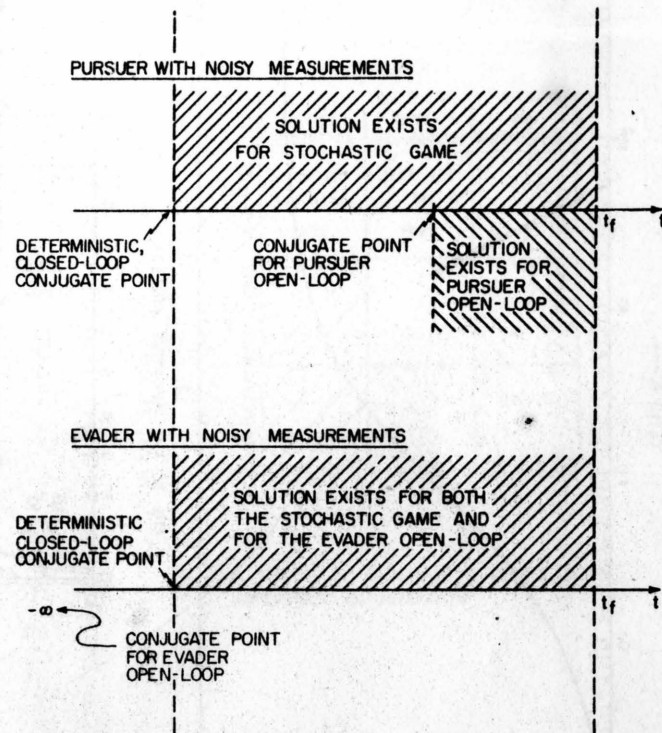 PURSUER WITH NOISY MEASUREMENTS
SOLUTION EXISTS
FOR STOCHASTIC GAME
t_f
t
DETERMINISTIC,
CLOSED-LOOP
CONJUGATE POINT
CONJUGATE POINT
FOR PURSUER
OPEN-LOOP
SOLUTION
EXISTS FOR
PURSUER
OPEN-LOOP
EVADER WITH NOISY MEASUREMENTS
SOLUTION EXISTS FOR BOTH
THE STOCHASTIC GAME AND
FOR THE EVADER OPEN-LOOP
DETERMINISTIC
CLOSED-LOOP
CONJUGATE POINT
t_f
t
-∞
CONJUGATE POINT
FOR EVADER
OPEN-LOOP